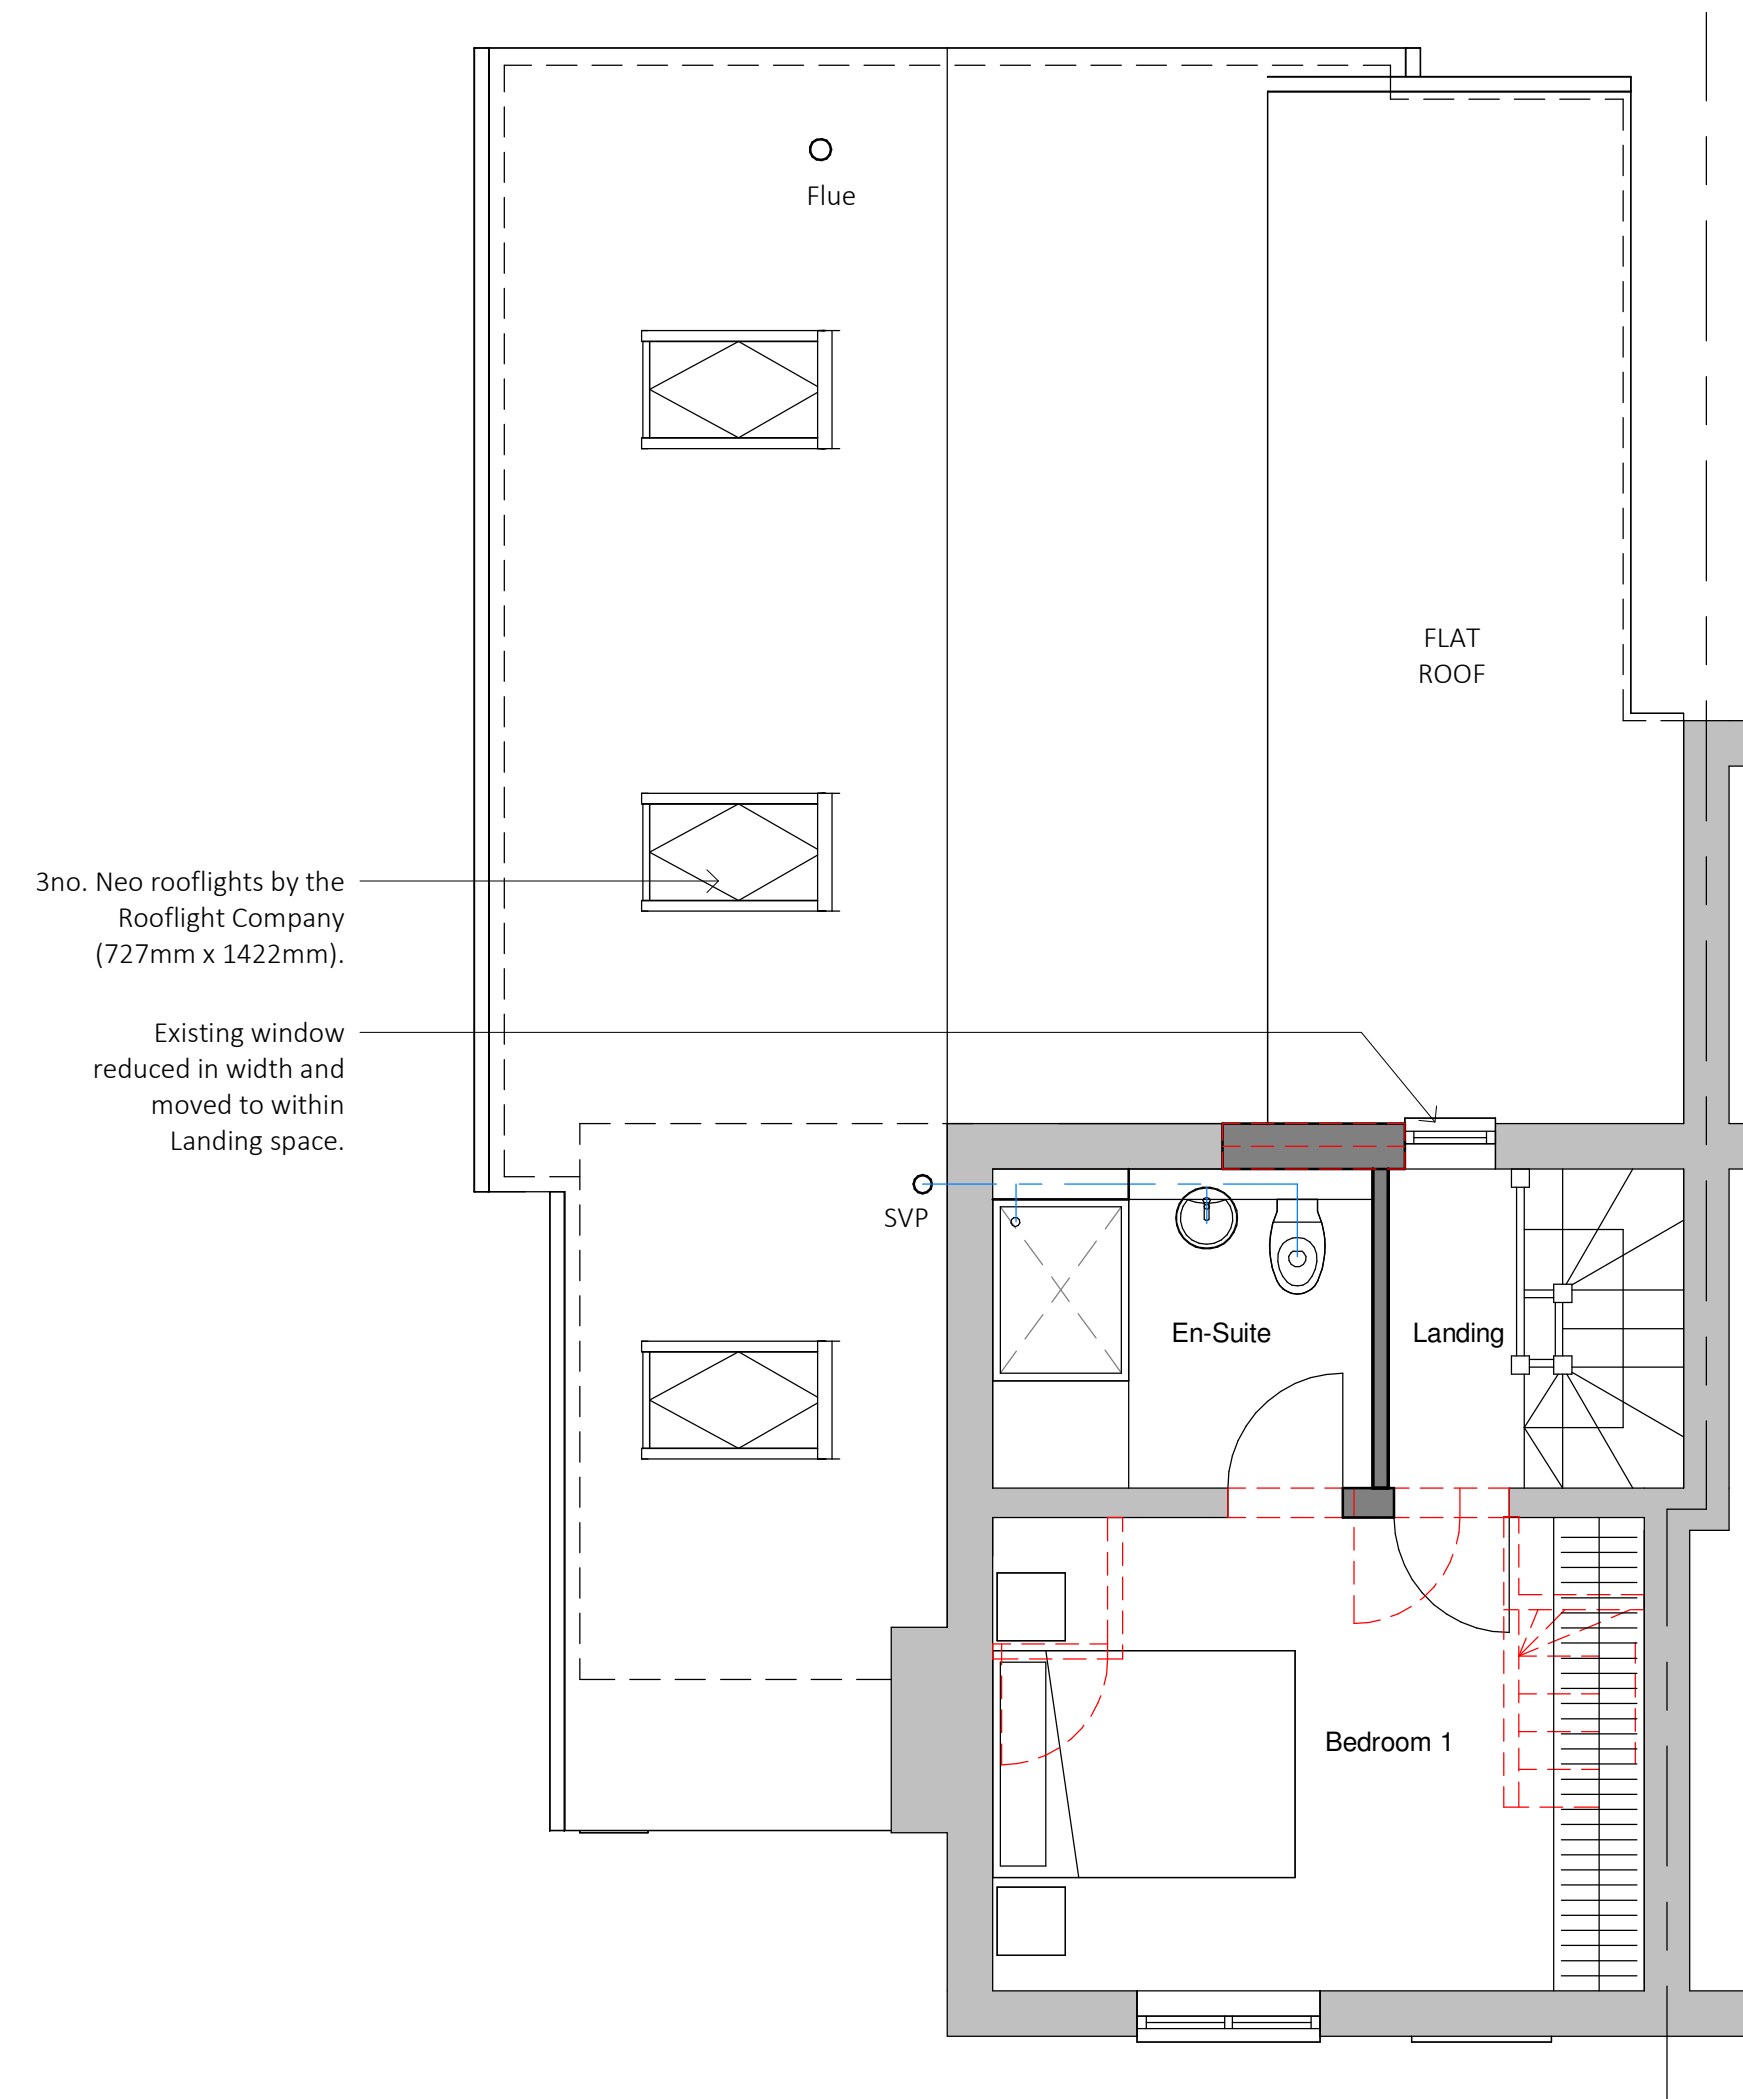 Flue
FLAT
ROOF
3no. Neo rooflights by the
Rooflight Company
(727mm x 1422mm).
Existing window
reduced in width and
moved to within
Landing space.
SVP
En-Suite
Landing
Bedroom 1